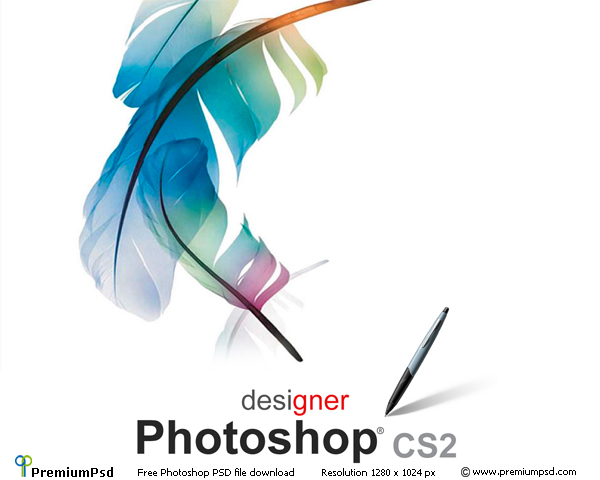 designer
Photoshop® CS2
PremiumPsd Free Photoshop PSD file download Resolution 1280 x 1024 px © www.premiumpsd.com